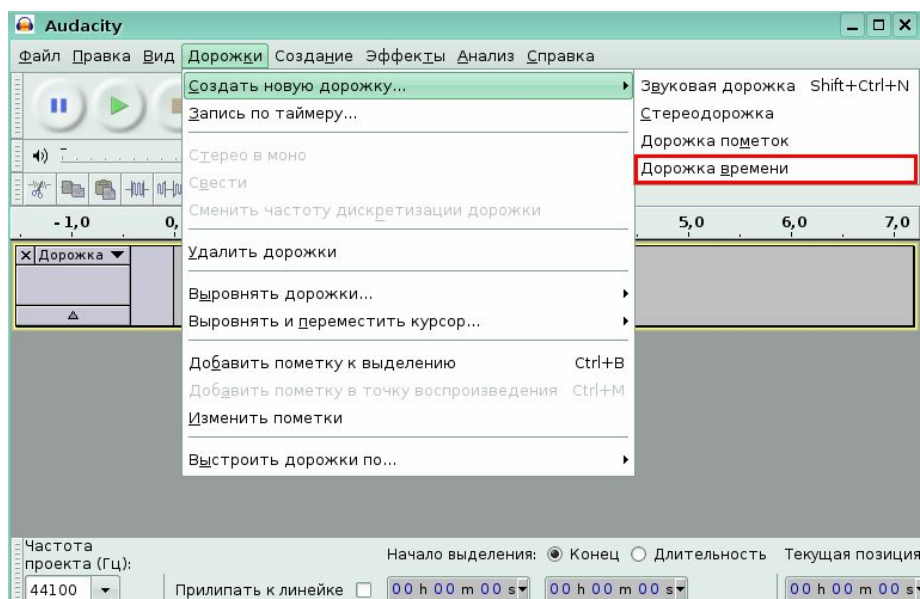 Audacity
Файл Правка Вид Дорожки Создание Эффекты Анализ Справка
Создать новую дорожку...
Звуковая дорожка Shift+Ctrl+N
Запись по таймеру...
Стереодорожка
Дорожка пометок
Стерео в моно
Дорожка времени
Свести
Сменить частоту дискретизации дорожки
-1,0 0, 5,0 6,0 7,0
Дорожка
Удалить дорожки
Выровнять дорожки...
Выровнять и переместить курсор...
Добавить пометку к выделению Ctrl+B
Добавить пометку в точку воспроизведения Ctrl+M
Изменить пометки
Выстроить дорожки по...
Частота
проекта (Гц):
Начало выделения: Конец Длительность Текущая позиция
44100 Прилипать к линейке 00 h 00 m 00 s 00 h 00 m 00 s 00 h 00 m 00 s